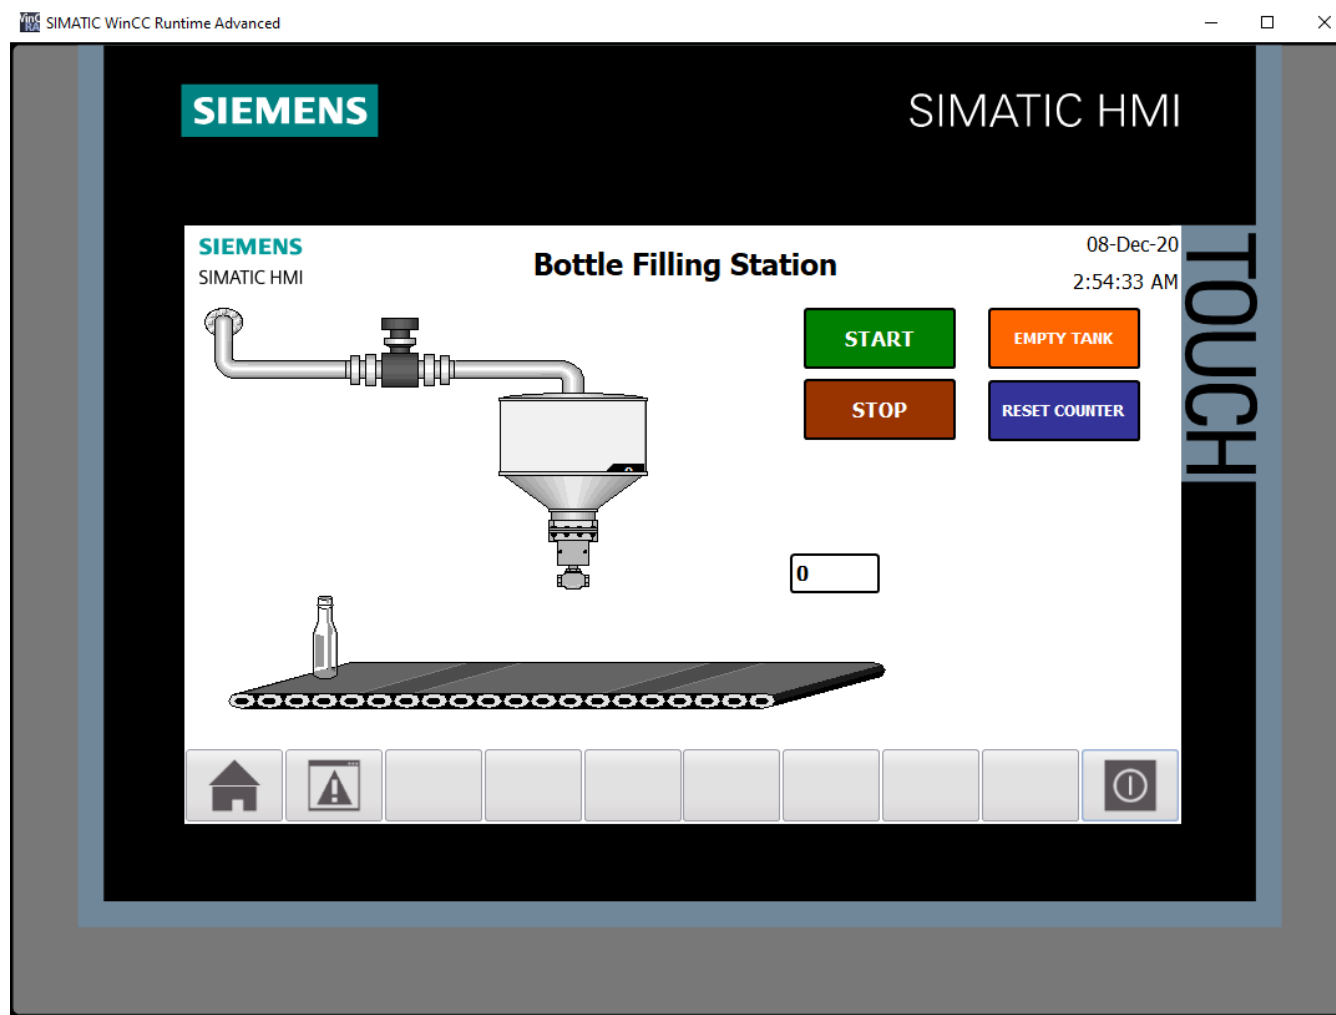 SIMATIC WinCC Runtime Advanced
SIEMENS
SIMATIC HMI
TOUCH
SIEMENS
SIMATIC HMI
Bottle Filling Station
08-Dec-20
2:54:33 AM
START
EMPTY TANK
STOP
RESET COUNTER
0